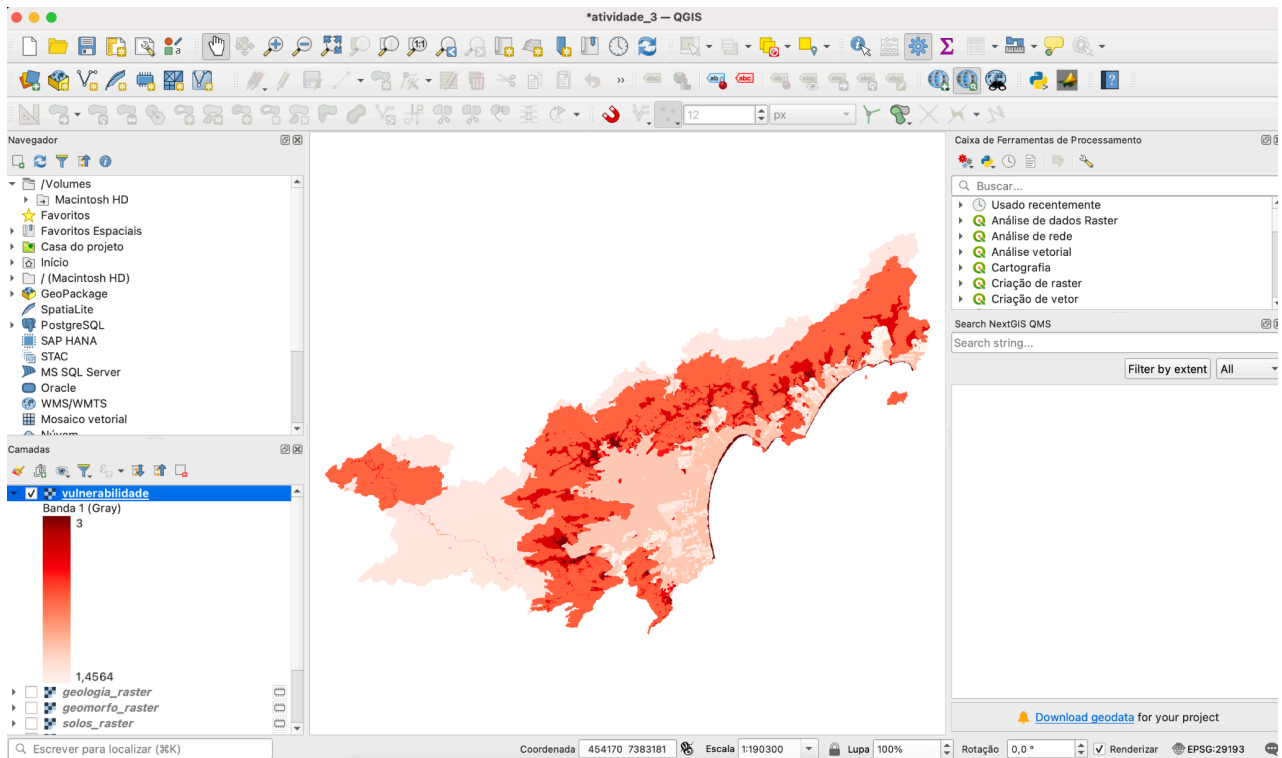 *atividade_3 — QGIS
12 px
Navegador
/Volumes
Macintosh HD
Favoritos
Favoritos Espaciais
Casa do projeto
Início
/ (Macintosh HD)
GeoPackage
SpatiaLite
PostgreSQL
SAP HANA
STAC
MS SQL Server
Oracle
WMS/WMTS
Mosaico vetorial
Camadas
vulnerabilidade
Banda 1 (Gray)
3
1,4564
geologia_raster
geomorfo_raster
solos_raster
Caixa de Ferramentas de Processamento
Buscar...
Usado recentemente
Análise de dados Raster
Análise de rede
Análise vetorial
Cartografia
Criação de raster
Criação de vetor
Search NextGIS QMS
Search string...
Filter by extent All
Download geodata for your project
Escrever para localizar (⌘K)
Coordenada 454170 7383181 Escala 1:190300 Lupa 100% Rotação 0,0 ° Renderizar EPSG:29193